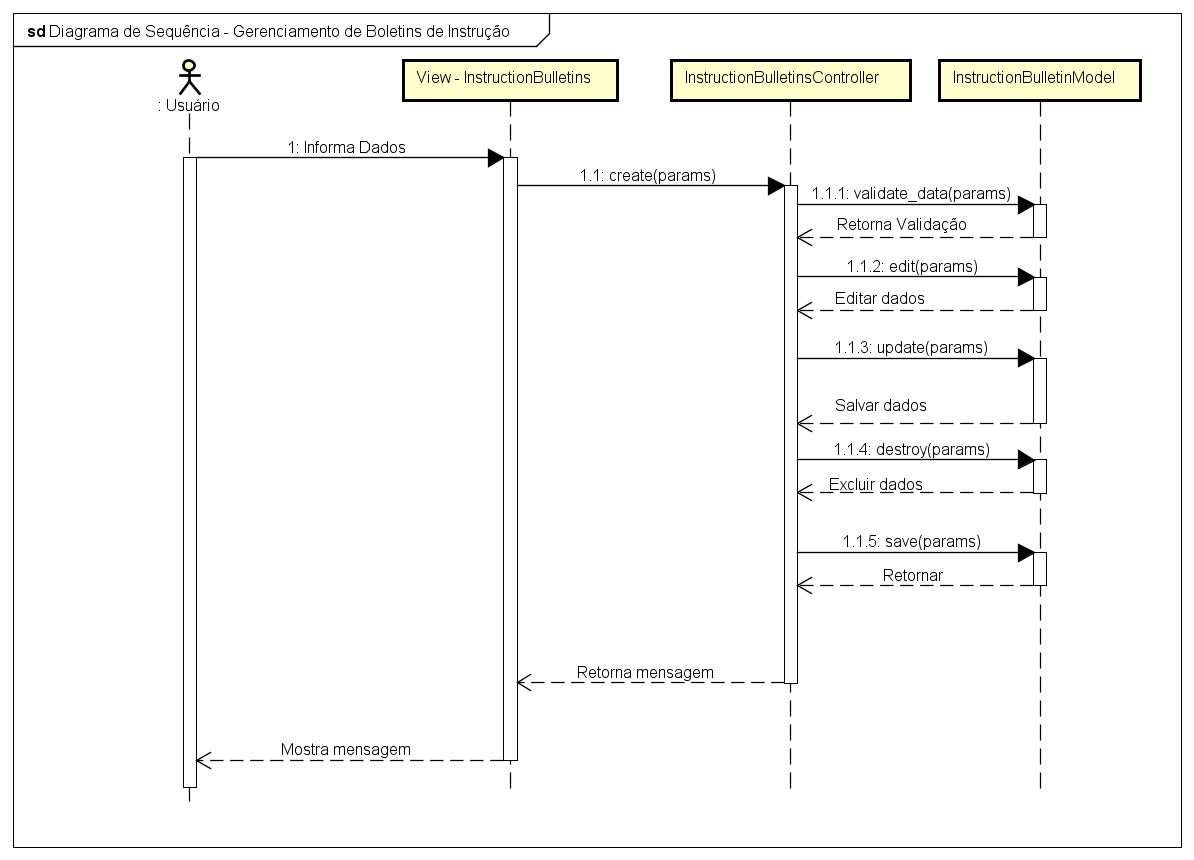 sd Diagrama de Sequência - Gerenciamento de Boletins de Instrução
: Usuário
View - InstructionBulletins
InstructionBulletinsController
InstructionBulletinModel
1: Informa Dados
1.1: create(params)
1.1.1: validate_data(params)
Retorna Validação
1.1.2: edit(params)
Editar dados
1.1.3: update(params)
Salvar dados
1.1.4: destroy(params)
Excluir dados
1.1.5: save(params)
Retornar
Retorna mensagem
Mostra mensagem